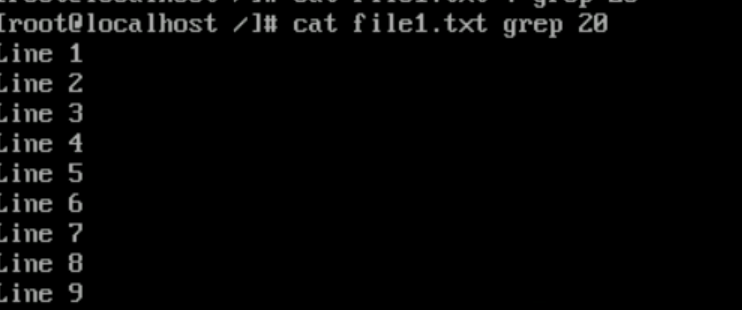 [root@localhost /]# cat file1.txt grep 20
Line 1
Line 2
Line 3
Line 4
Line 5
Line 6
Line 7
Line 8
Line 9